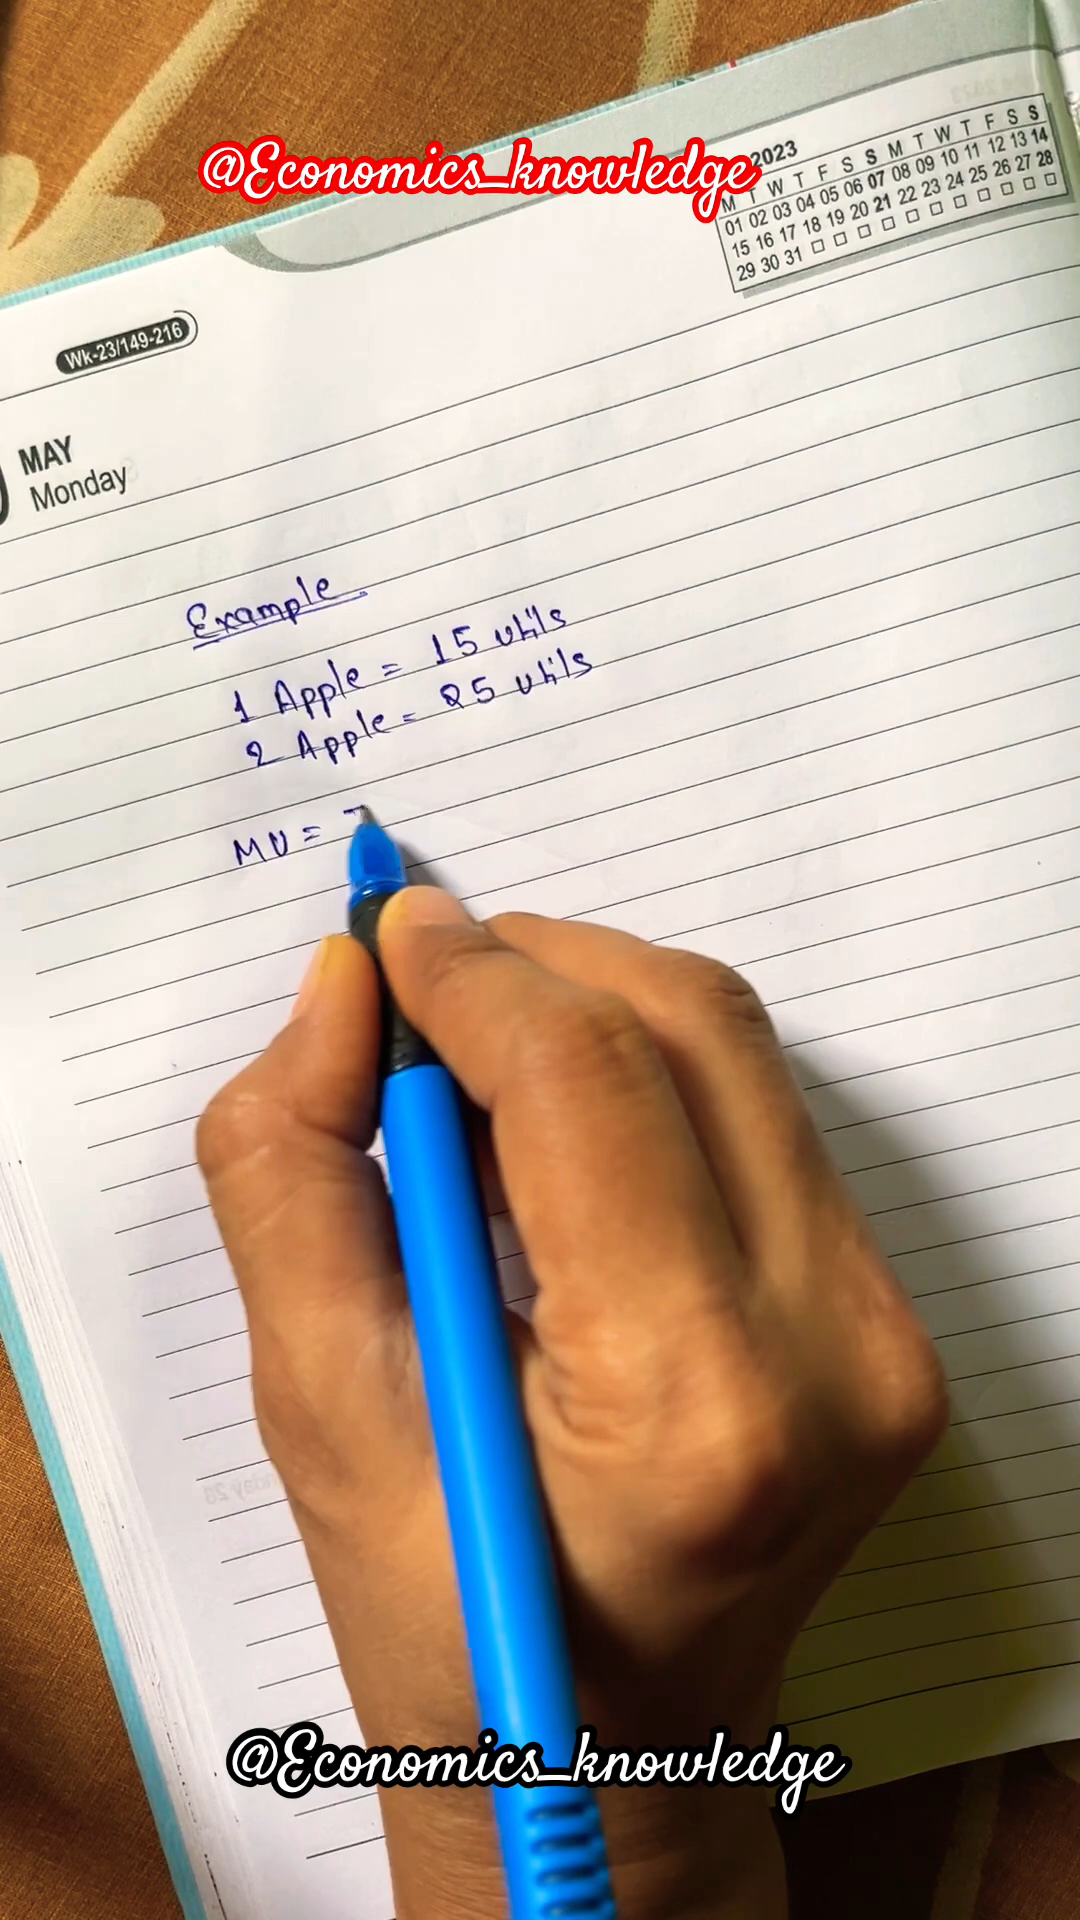 @Economics_knowledge
2023
M T W T F S S M T W T F S S
01 02 03 04 05 06 07 08 09 10 11 12 13 14
15 16 17 18 19 20 21 22 23 24 25 26 27 28
29 30 31
Wk-23/149-216
MAY
Monday
Example
1 Apple = 15 utils
2 Apple = 25 utils
MU =
@Economics_knowledge